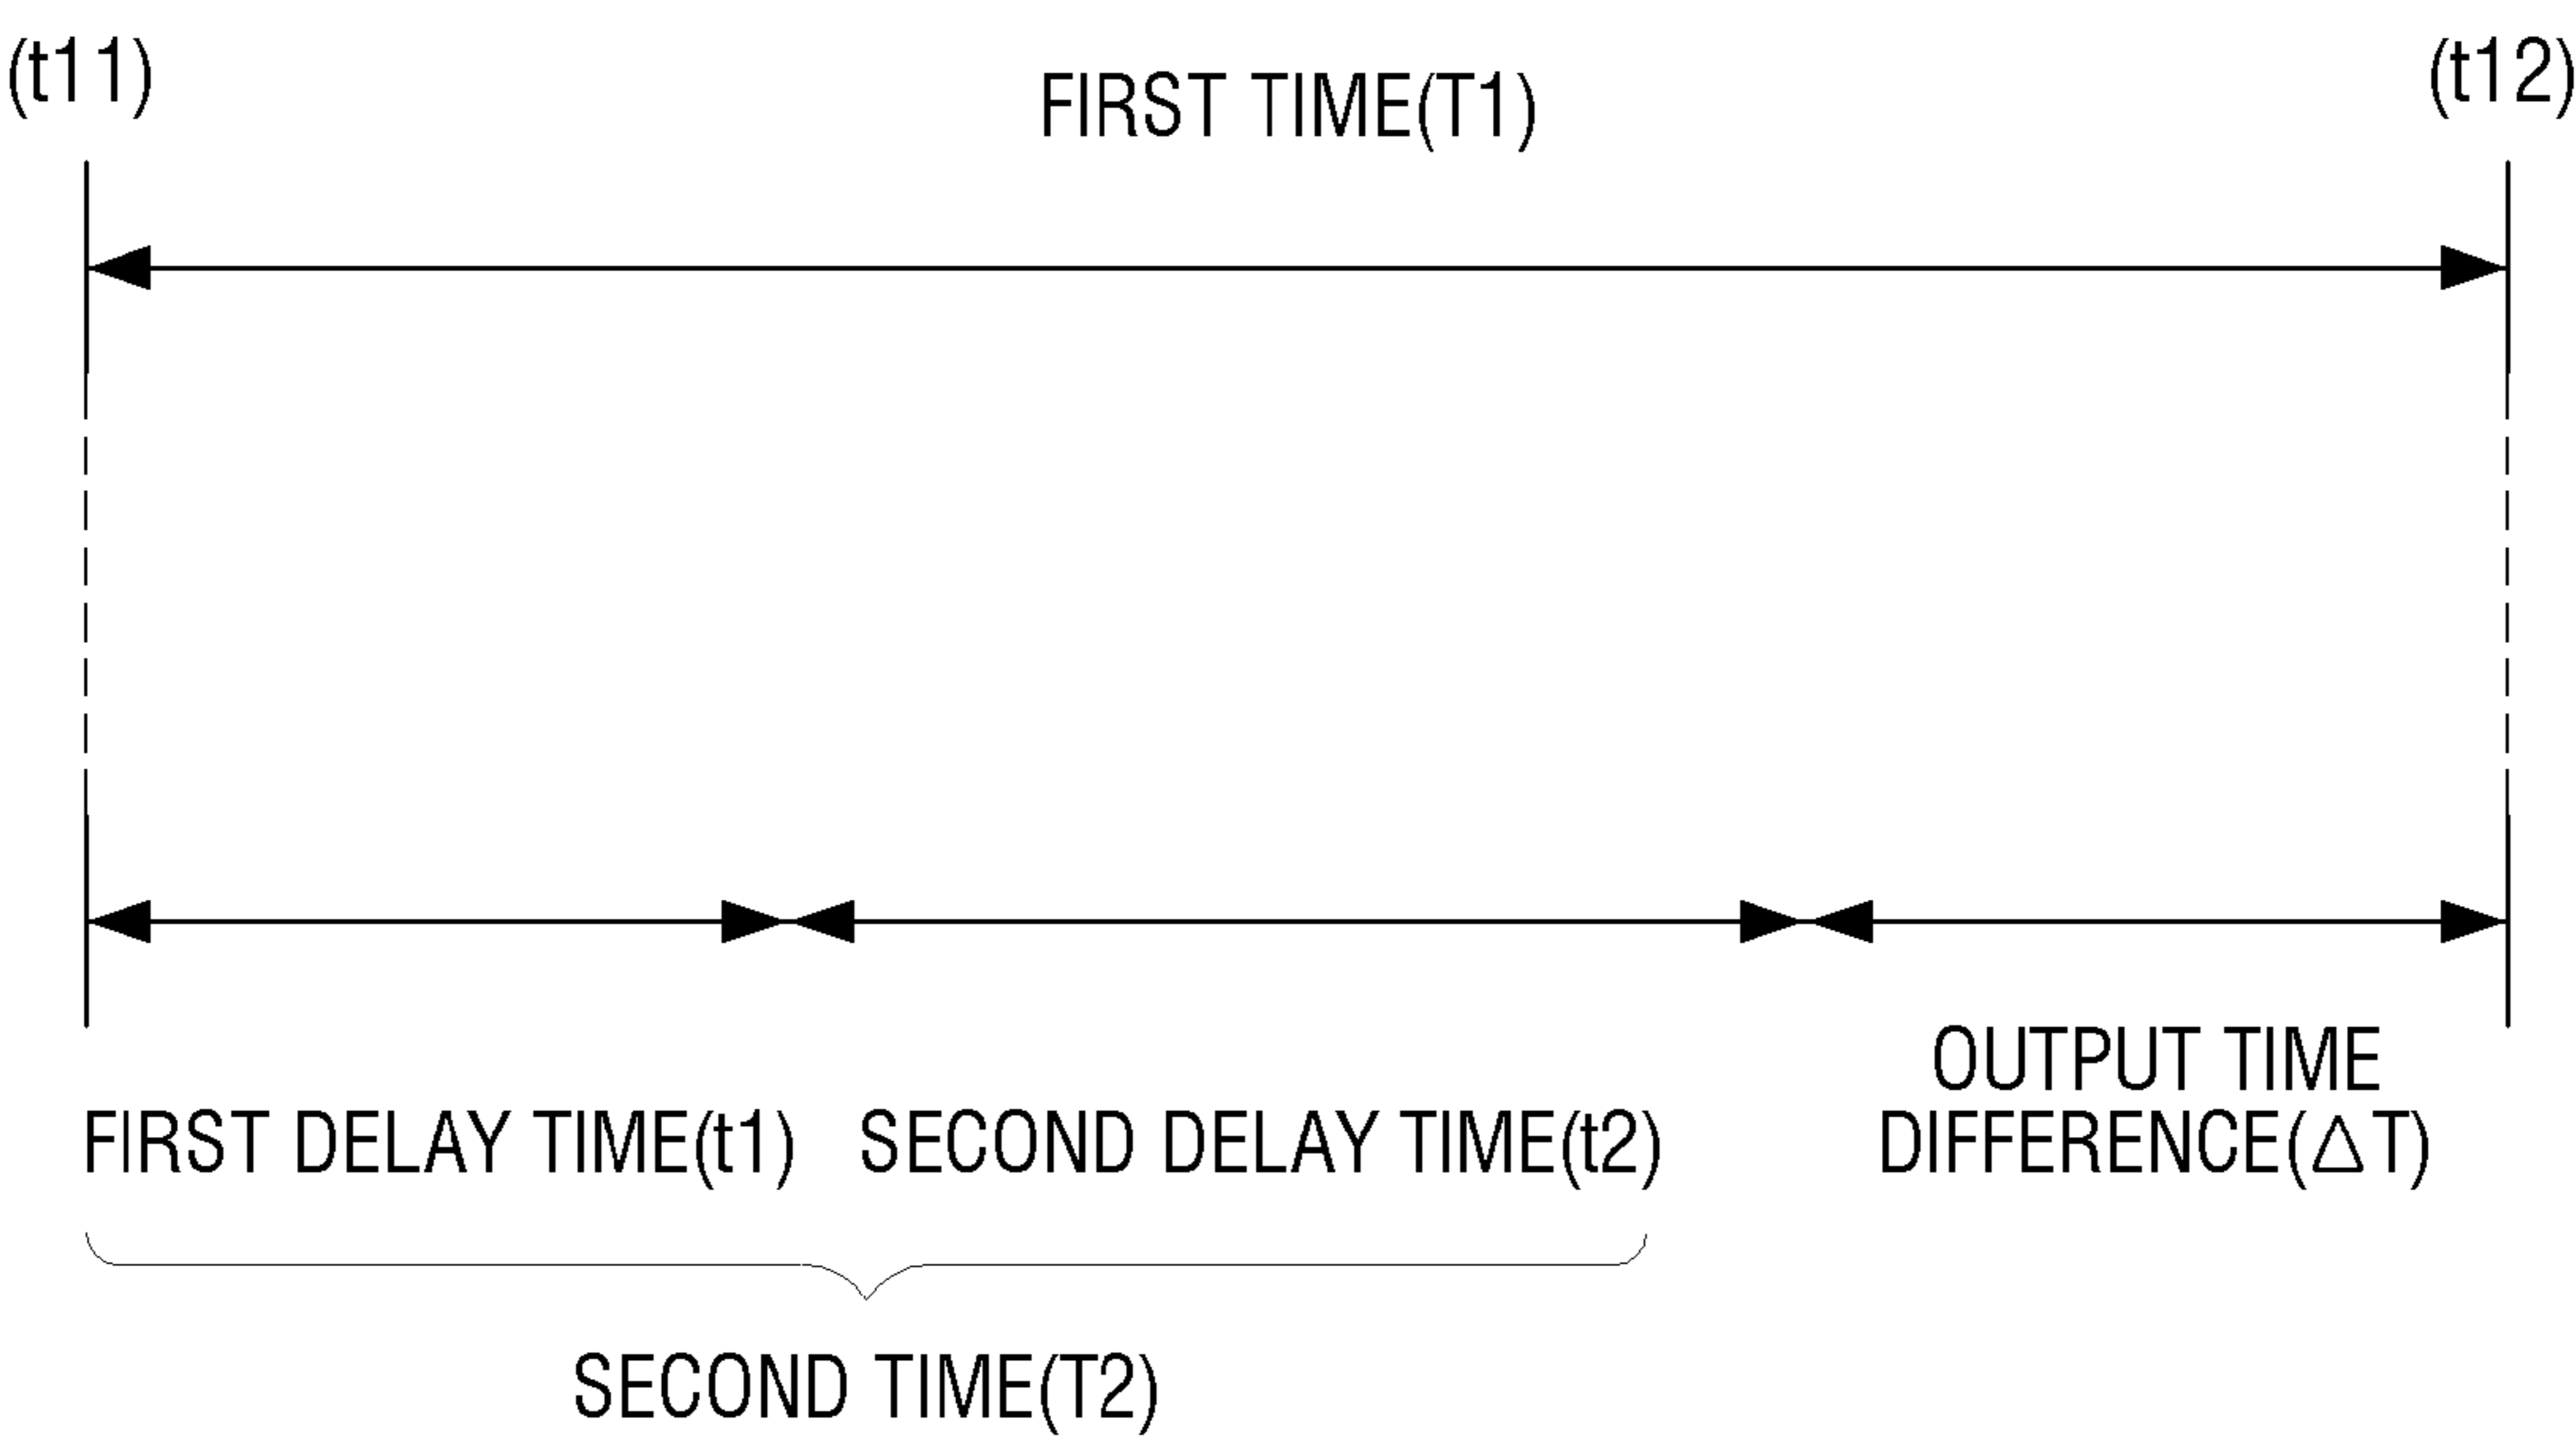 (t11)
FIRST TIME(T1)
(t12)
FIRST DELAY TIME(t1)
SECOND DELAY TIME(t2)
OUTPUT TIME
DIFFERENCE(△T)
SECOND TIME(T2)